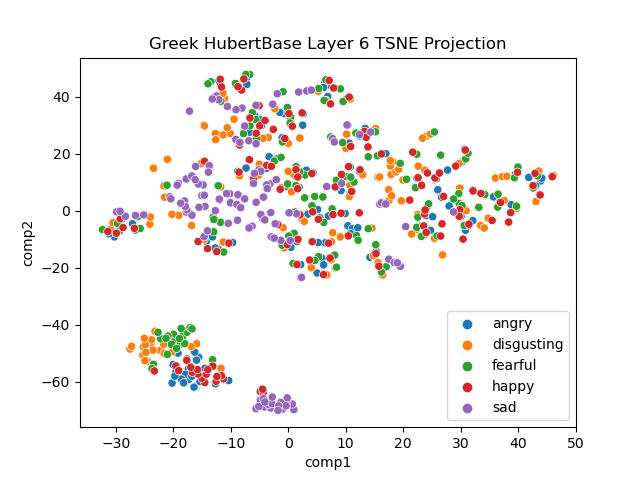 Greek HubertBase Layer 6 TSNE Projection
comp2
40
20
0
−20
−40
−60
−30 −20 −10 0 10 20 30 40 50
comp1
angry
disgusting
fearful
happy
sad